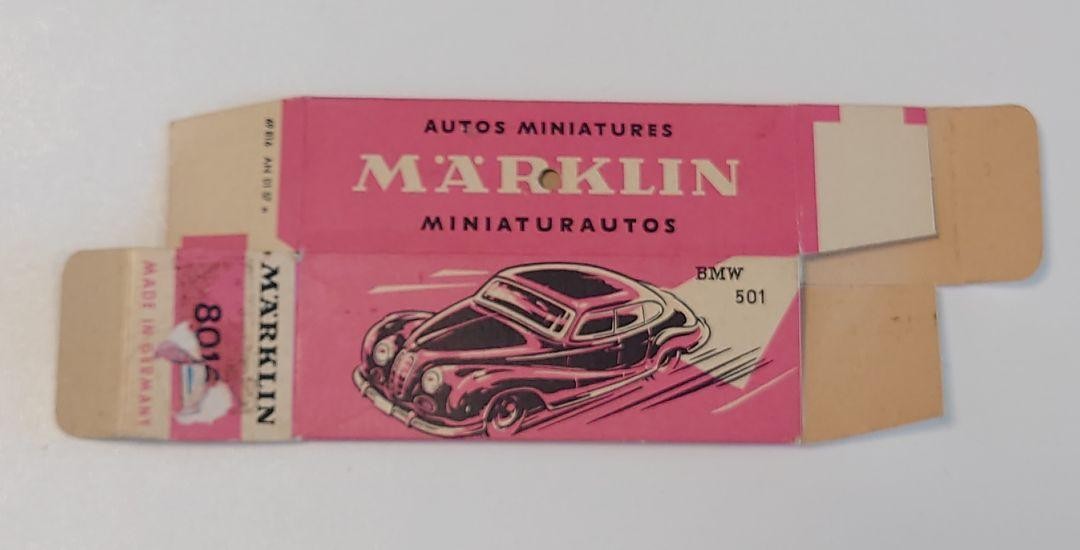 AUTOS MINIATURES
MÄRKLIN
MINIATURAUTOS
BMW
501
MÄRKLIN
MADE IN GERMANY